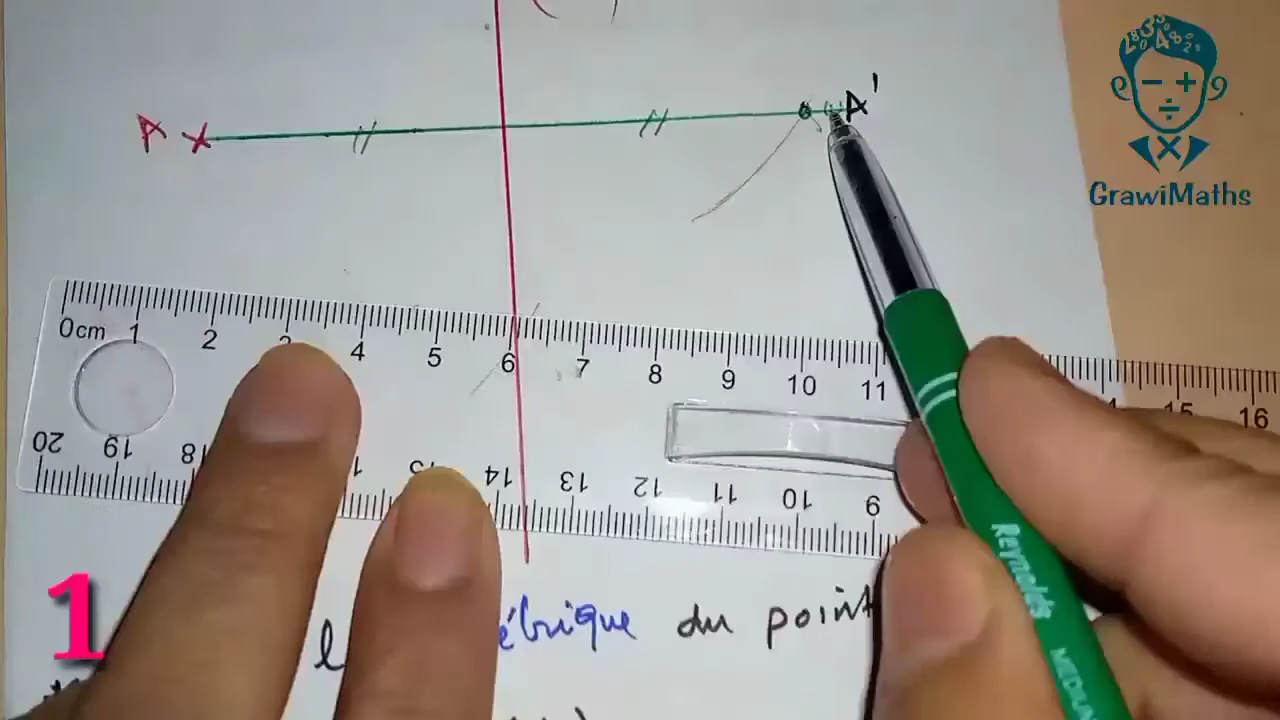 A A'
GrawiMaths
0cm 1 2 3 4 5 6 7 8 9 10 11 15 16
20 19 18 14 13 12 11 10 9
Reynolds MEDIUM
1
l ébrique du point